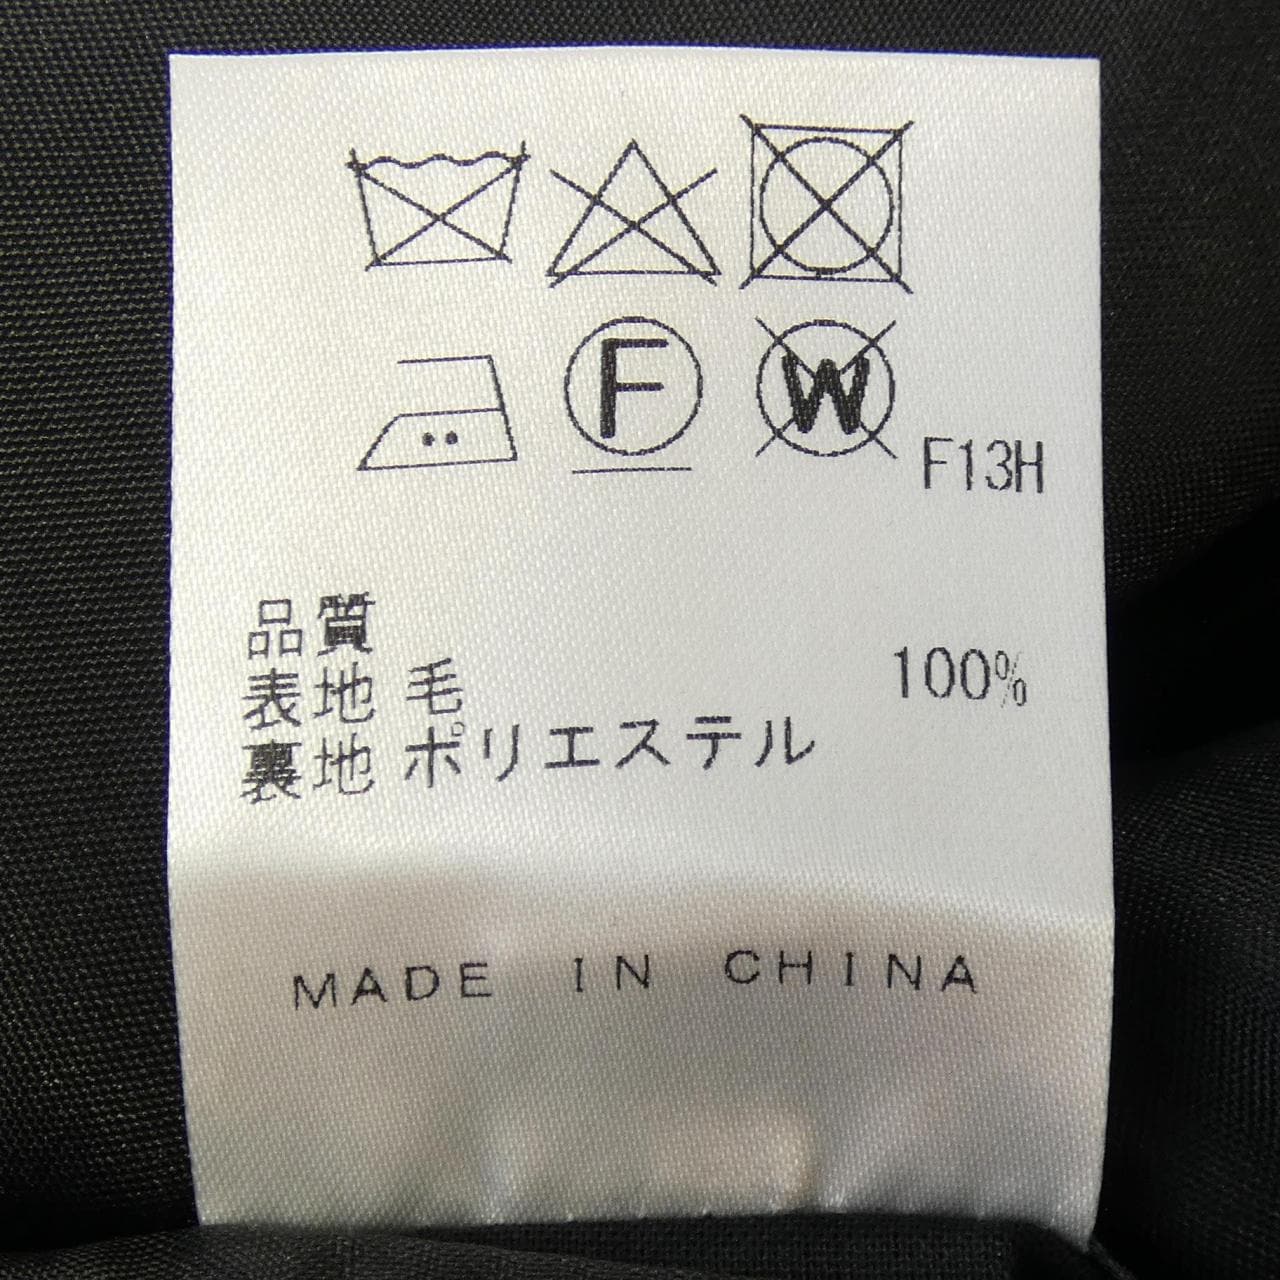 F
W
F13H
品質
表地 毛 100%
裏地 ポリエステル
MADE IN CHINA